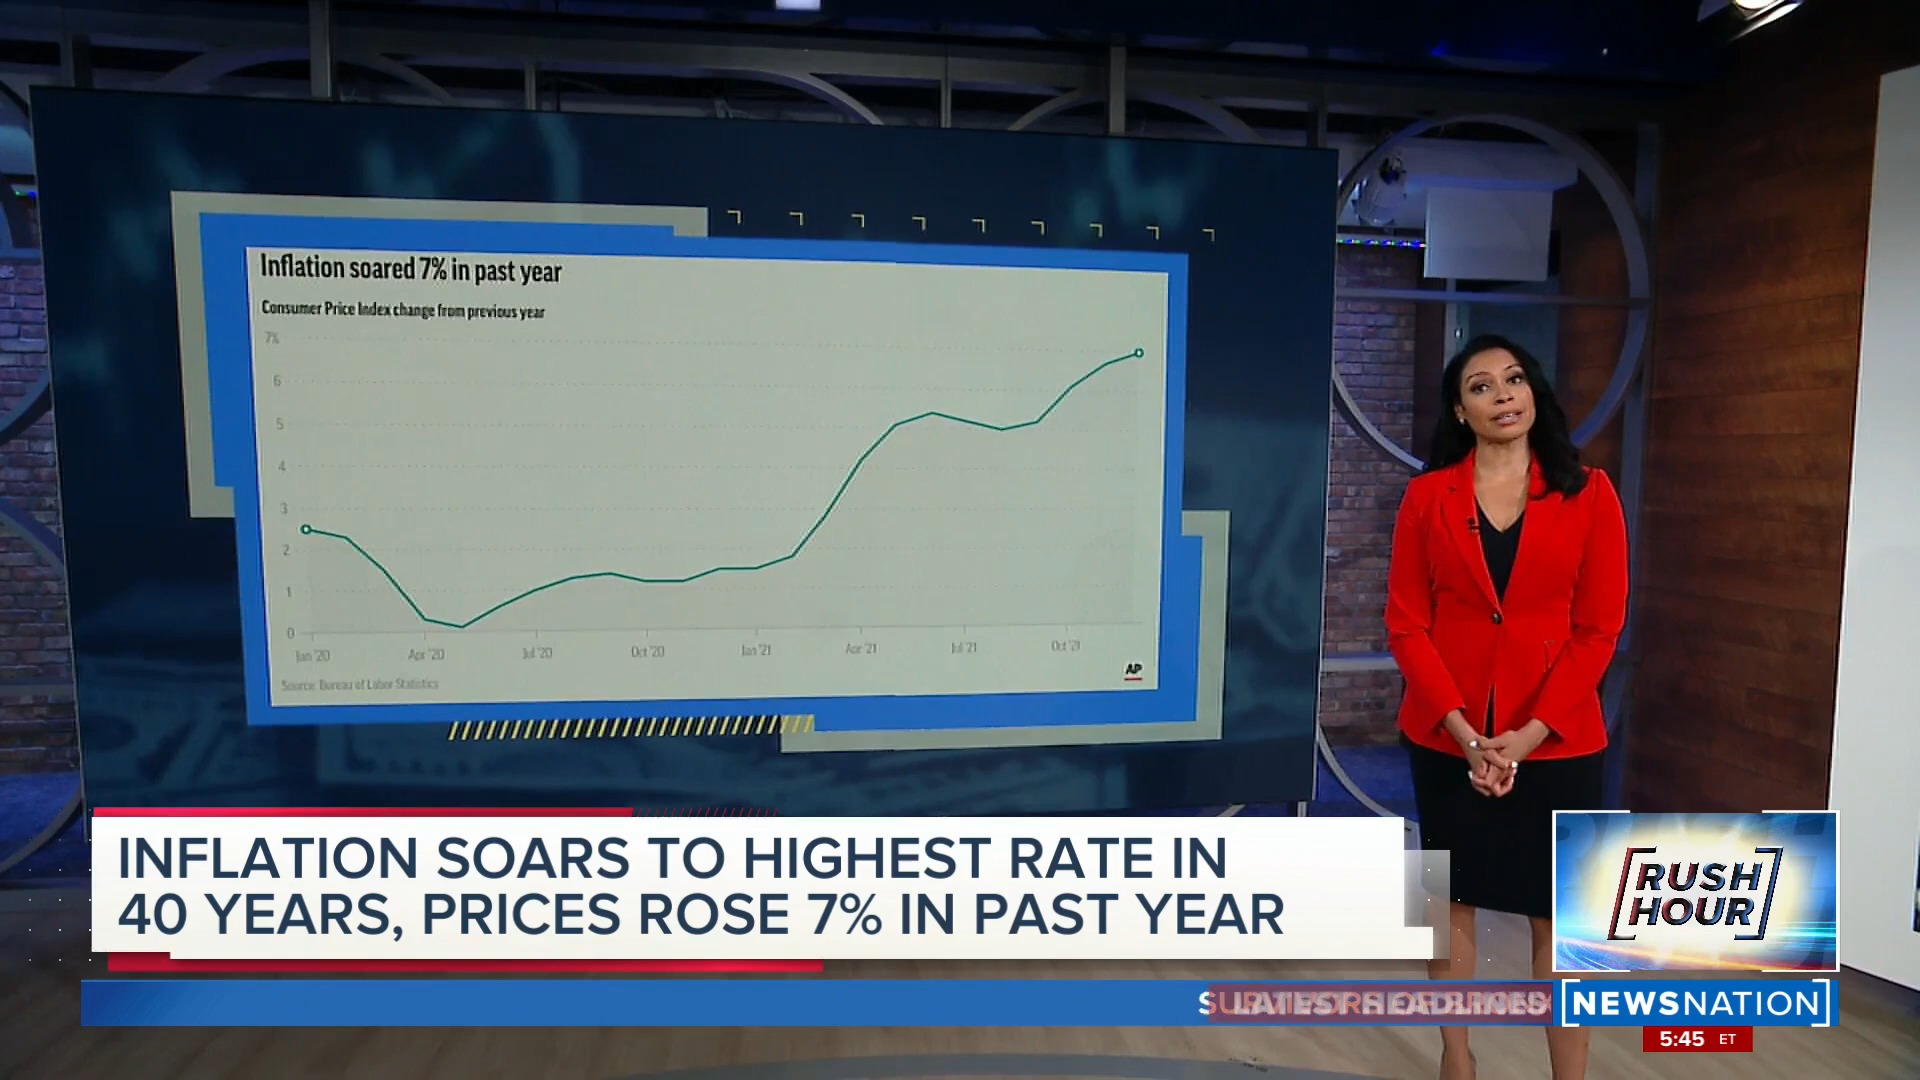 Inflation soared 7% in past year
Consumer Price Index change from previous year
7%
6
5
4
3
2
1
0
Jan '20 Apr '20 Jul '20 Oct '20 Jan '21 Apr '21 Jul '21 Oct '21
Source: Bureau of Labor Statistics
AP
INFLATION SOARS TO HIGHEST RATE IN
40 YEARS, PRICES ROSE 7% IN PAST YEAR
RUSH
HOUR
LATEST HEADLINES
NEWSNATION
5:45 ET